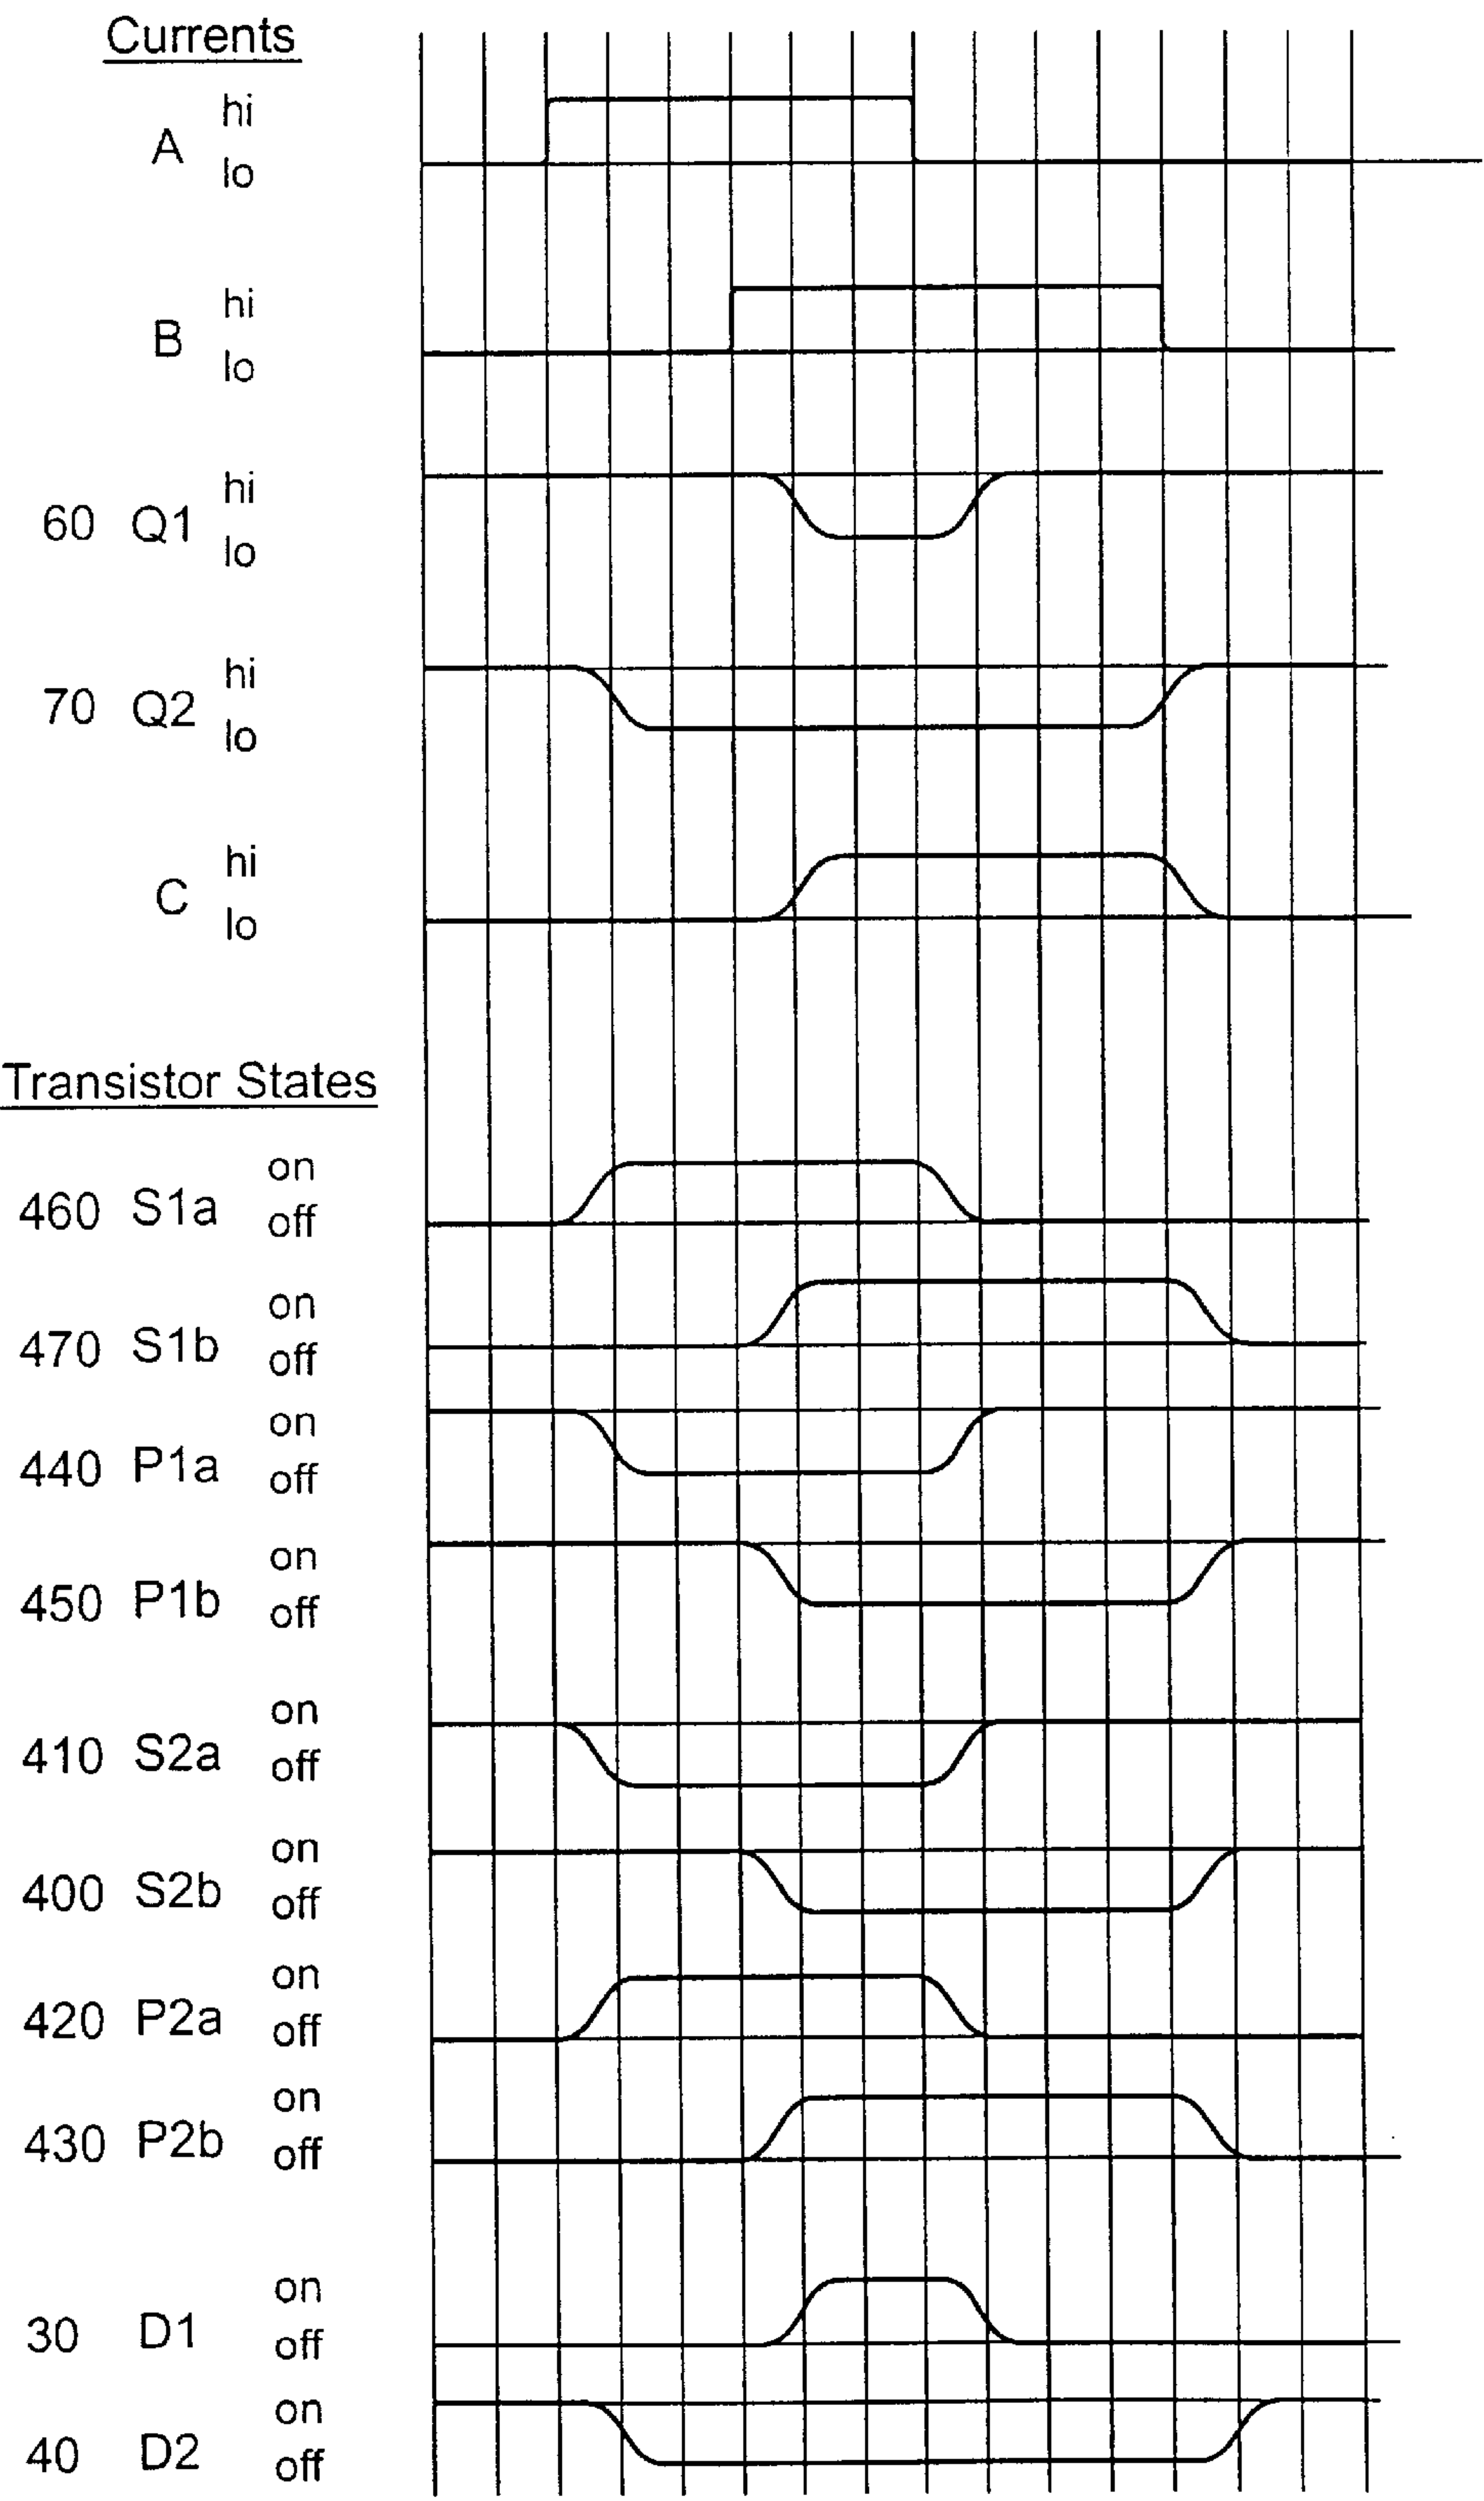 Currents
A hi
lo
B hi
lo
60 Q1 hi
lo
70 Q2 hi
lo
C hi
lo
Transistor States
460 S1a on
off
470 S1b on
off
440 P1a on
off
450 P1b on
off
410 S2a on
off
400 S2b on
off
420 P2a on
off
430 P2b on
off
30 D1 on
off
40 D2 on
off